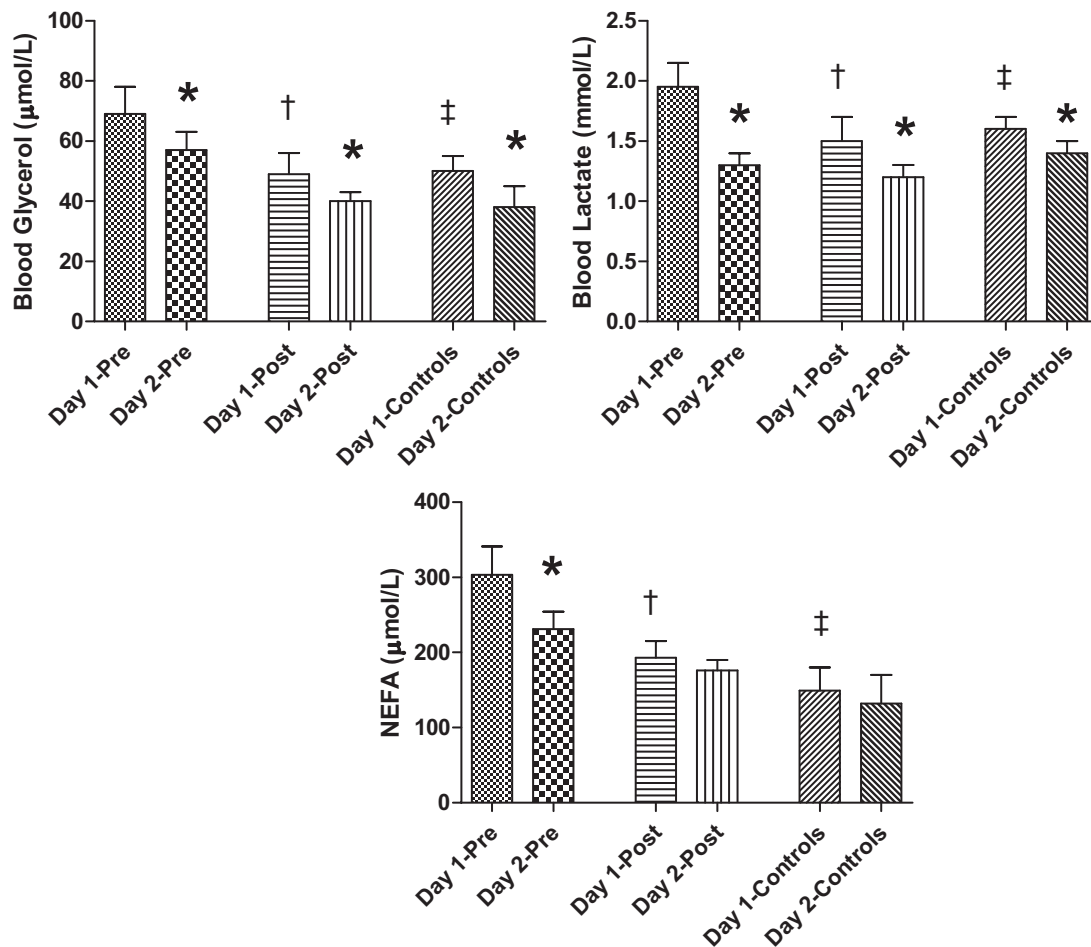 Blood Glycerol (μmol/L)
100
80
60
40
20
0
*
†
*
‡
*
Day 1-Pre
Day 2-Pre
Day 1-Post
Day 2-Post
Day 1-Controls
Day 2-Controls
Blood Lactate (mmol/L)
2.5
2.0
1.5
1.0
0.5
0.0
*
†
*
‡
*
Day 1-Pre
Day 2-Pre
Day 1-Post
Day 2-Post
Day 1-Controls
Day 2-Controls
NEFA (μmol/L)
400
300
200
100
0
*
†
‡
Day 1-Pre
Day 2-Pre
Day 1-Post
Day 2-Post
Day 1-Controls
Day 2-Controls